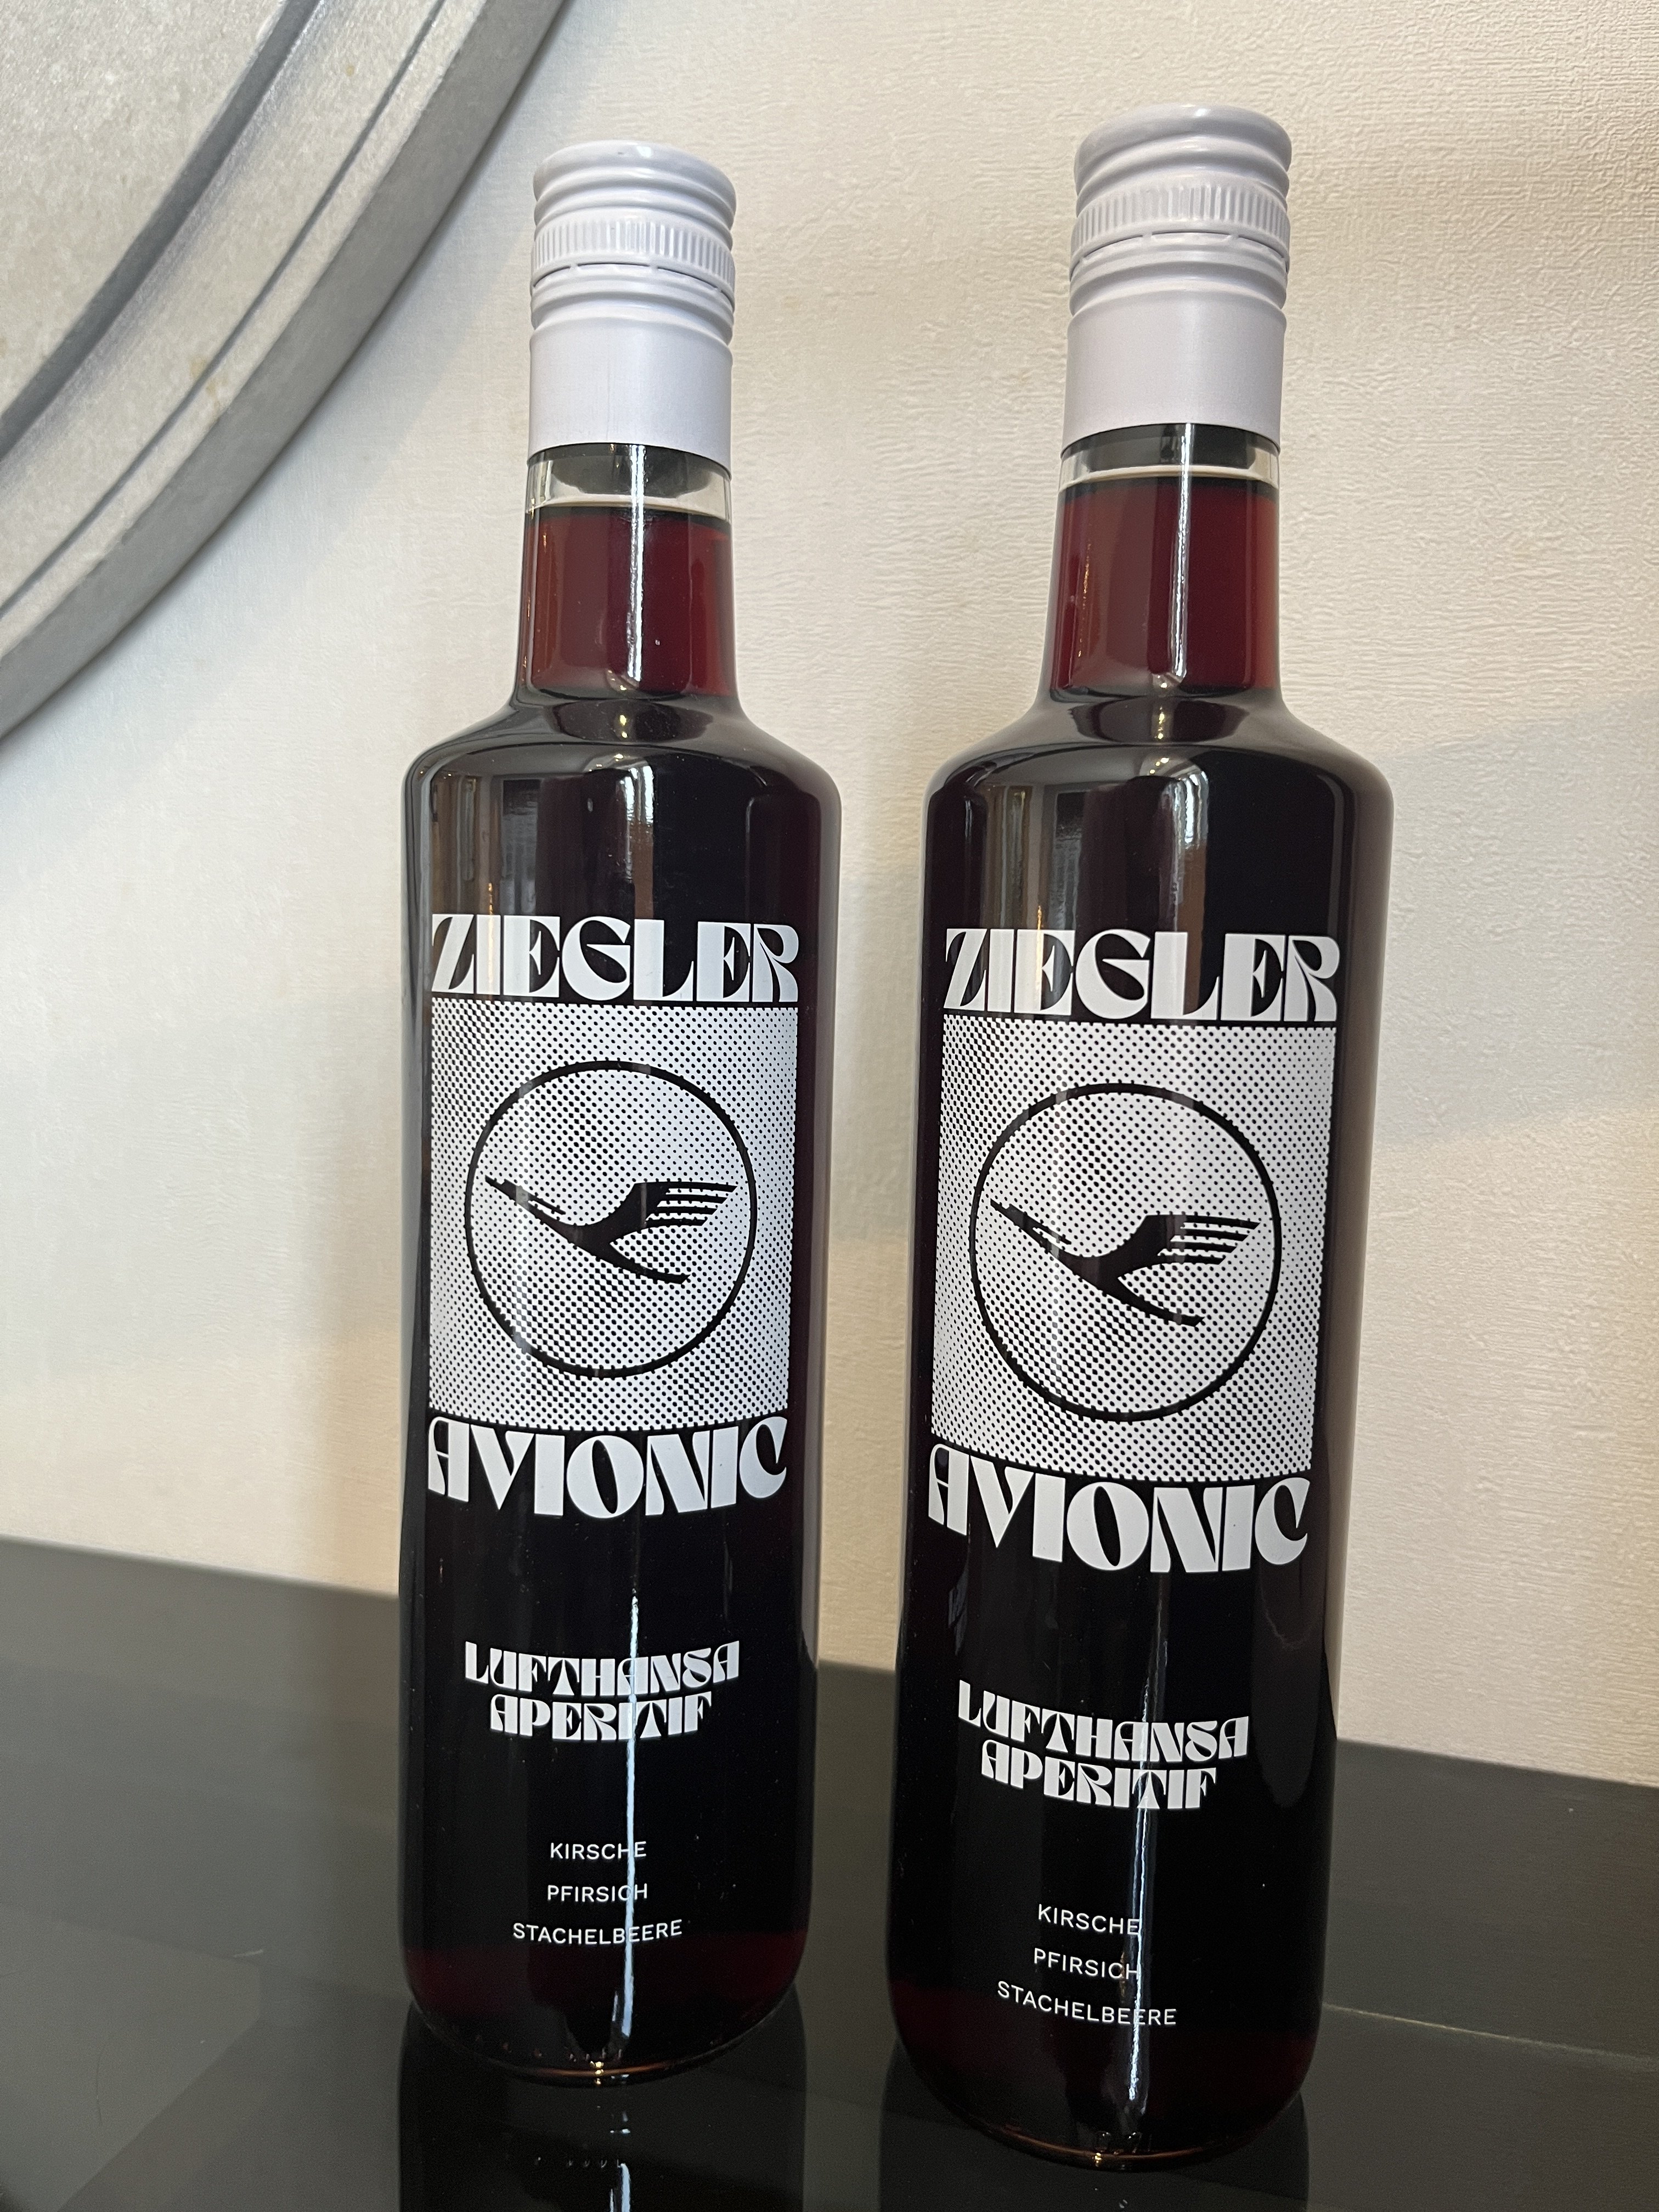 ZIEGLER
AVIONIC
LUFTHANSA
APERITIF
KIRSCHE
PFIRSICH
STACHELBEERE
ZIEGLER
AVIONIC
LUFTHANSA
APERITIF
KIRSCHE
PFIRSICH
STACHELBEERE